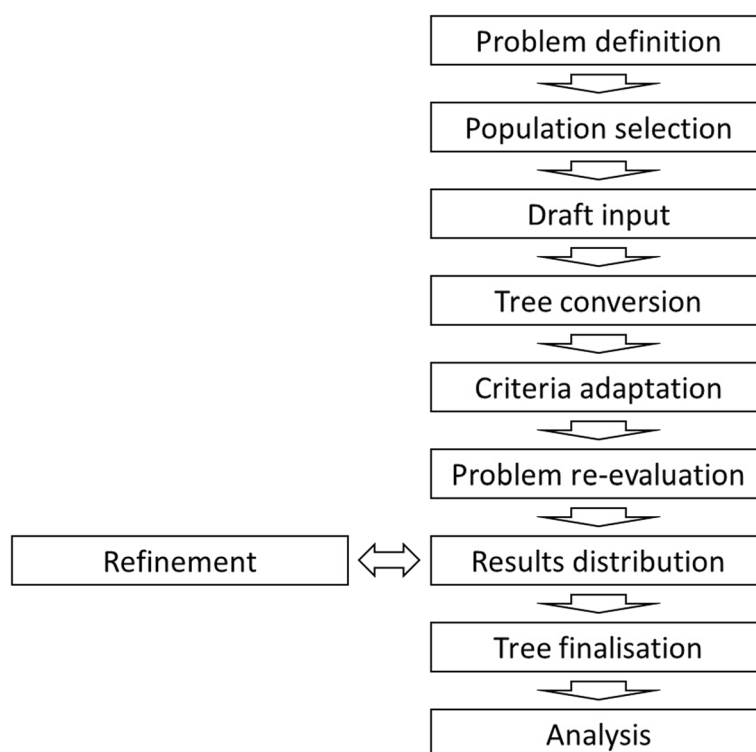 Problem definition
Population selection
Draft input
Tree conversion
Criteria adaptation
Problem re-evaluation
Refinement
Results distribution
Tree finalisation
Analysis